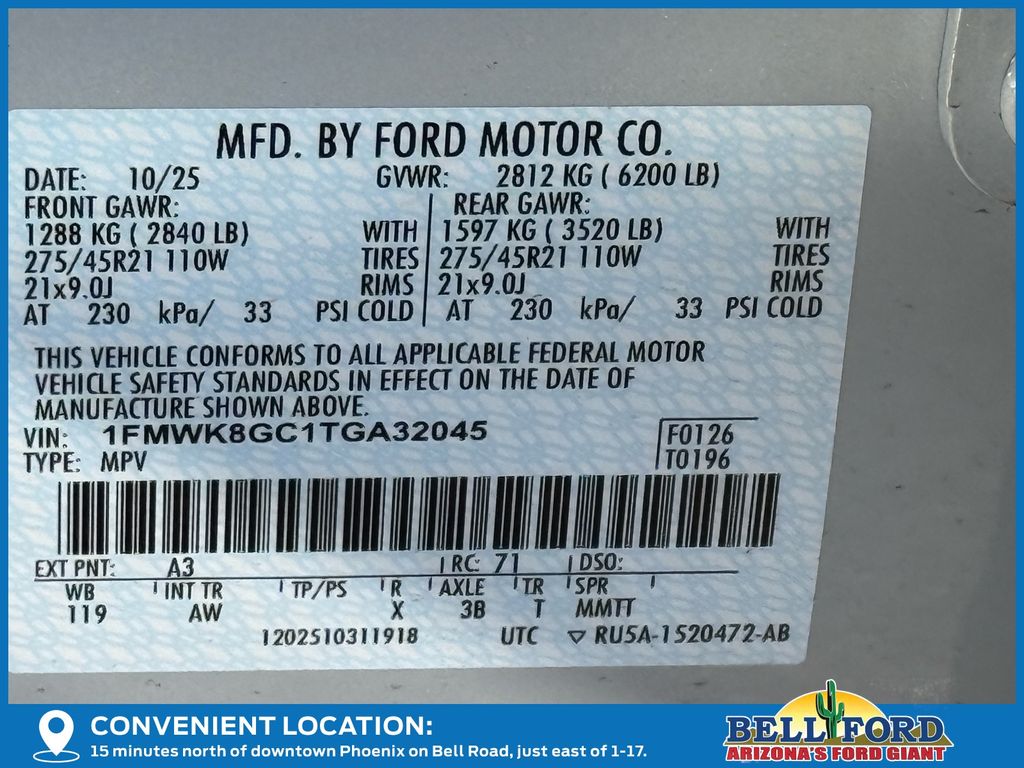 MFD. BY FORD MOTOR CO.
DATE: 10/25 GVWR: 2812 KG ( 6200 LB)
FRONT GAWR: REAR GAWR:
1288 KG ( 2840 LB) WITH 1597 KG ( 3520 LB) WITH
275/45R21 110W TIRES 275/45R21 110W TIRES
21x9.0J RIMS 21x9.0J RIMS
AT 230 kPa/ 33 PSI COLD AT 230 kPa/ 33 PSI COLD
THIS VEHICLE CONFORMS TO ALL APPLICABLE FEDERAL MOTOR
VEHICLE SAFETY STANDARDS IN EFFECT ON THE DATE OF
MANUFACTURE SHOWN ABOVE.
VIN: 1FMWK8GC1TGA32045 F0126
TYPE: MPV T0196
EXT PNT: A3 RC: 71 DSO:
WB INT TR TP/PS R AXLE TR SPR
119 AW X 3B T MMTT
1202510311918 UTC ▽ RU5A-1520472-AB
CONVENIENT LOCATION:
15 minutes north of downtown Phoenix on Bell Road, just east of 1-17.
BELL FORD
ARIZONA'S FORD GIANT